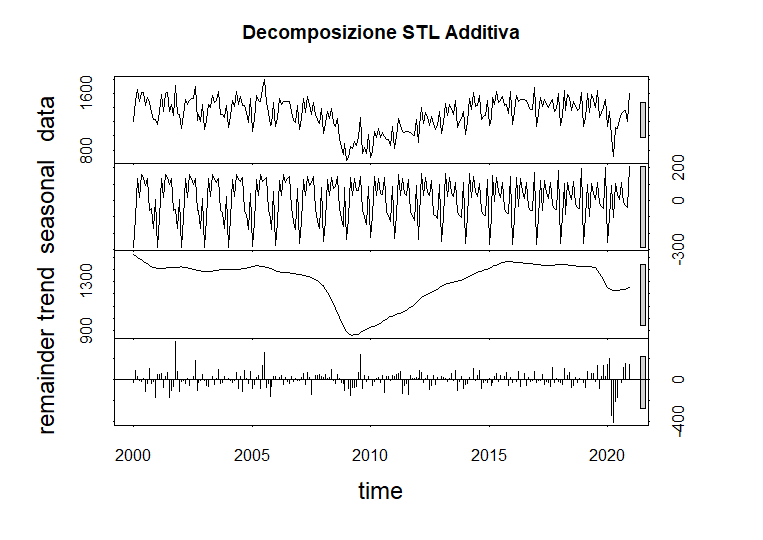 Decomposizione STL Additiva
data
800 1600
seasonal
-300 0 200
trend
900 1300
remainder
-400 0
2000 2005 2010 2015 2020
time